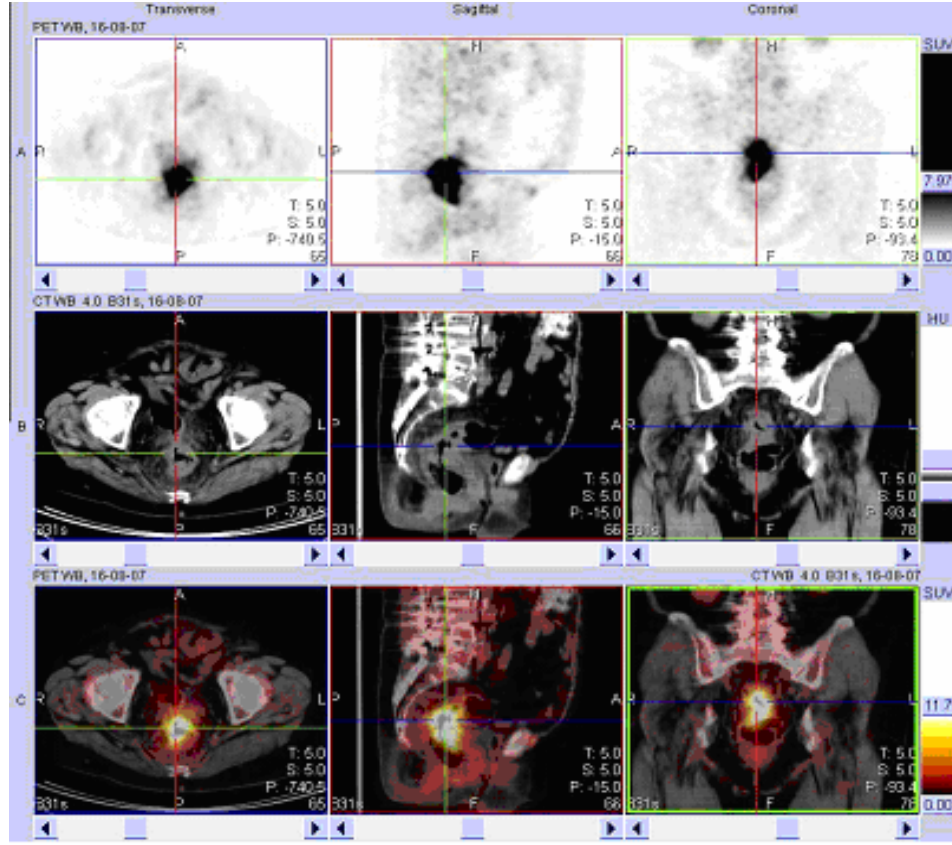 Transverse Sagittal Coronal
PETWB, 16-08-07
A H H SUV
A R L P A R L
7.97
T: 5.0 T: 5.0 T: 5.0
S: 5.0 S: 5.0 S: 5.0
P: -740.5 P: -15.0 P: -93.4
P 65 F 66 F 78 0.00
CTWB 4.0 B31s, 16-08-07
A H HU
B R L P A R L
T: 5.0 T: 5.0 T: 5.0
S: 5.0 S: 5.0 S: 5.0
P: -740.5 P: -15.0 P: -93.4
B31s P 65 B31s F 66 B31s F 78
PETWB, 16-08-07 CTWB 4.0 B31s, 16-08-07
A H H SUV
C R L P A R L
11.7
T: 5.0 T: 5.0 T: 5.0
S: 5.0 S: 5.0 S: 5.0
P: -740.5 P: -15.0 P: -93.4
B31s P 65 B31s F 66 B31s F 78 0.00